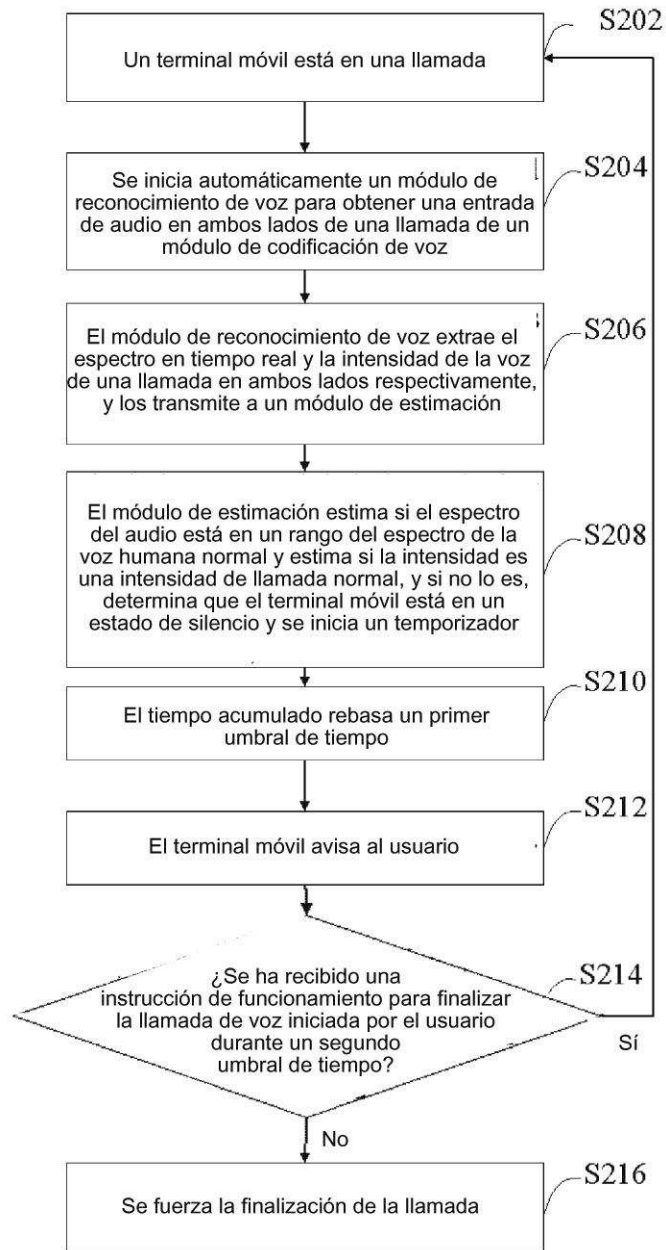 S202
Un terminal móvil está en una llamada
S204
Se inicia automáticamente un módulo de
reconocimiento de voz para obtener una entrada
de audio en ambos lados de una llamada de un
módulo de codificación de voz
S206
El módulo de reconocimiento de voz extrae el
espectro en tiempo real y la intensidad de la voz
de una llamada en ambos lados respectivamente,
y los transmite a un módulo de estimación
S208
El módulo de estimación estima si el espectro
del audio está en un rango del espectro de la
voz humana normal y estima si la intensidad es
una intensidad de llamada normal, y si no lo es,
determina que el terminal móvil está en un
estado de silencio y se inicia un temporizador
S210
El tiempo acumulado rebasa un primer
umbral de tiempo
S212
El terminal móvil avisa al usuario
S214
¿Se ha recibido una
instrucción de funcionamiento para finalizar
la llamada de voz iniciada por el usuario
durante un segundo
umbral de tiempo?
Sí
No
S216
Se fuerza la finalización de la llamada